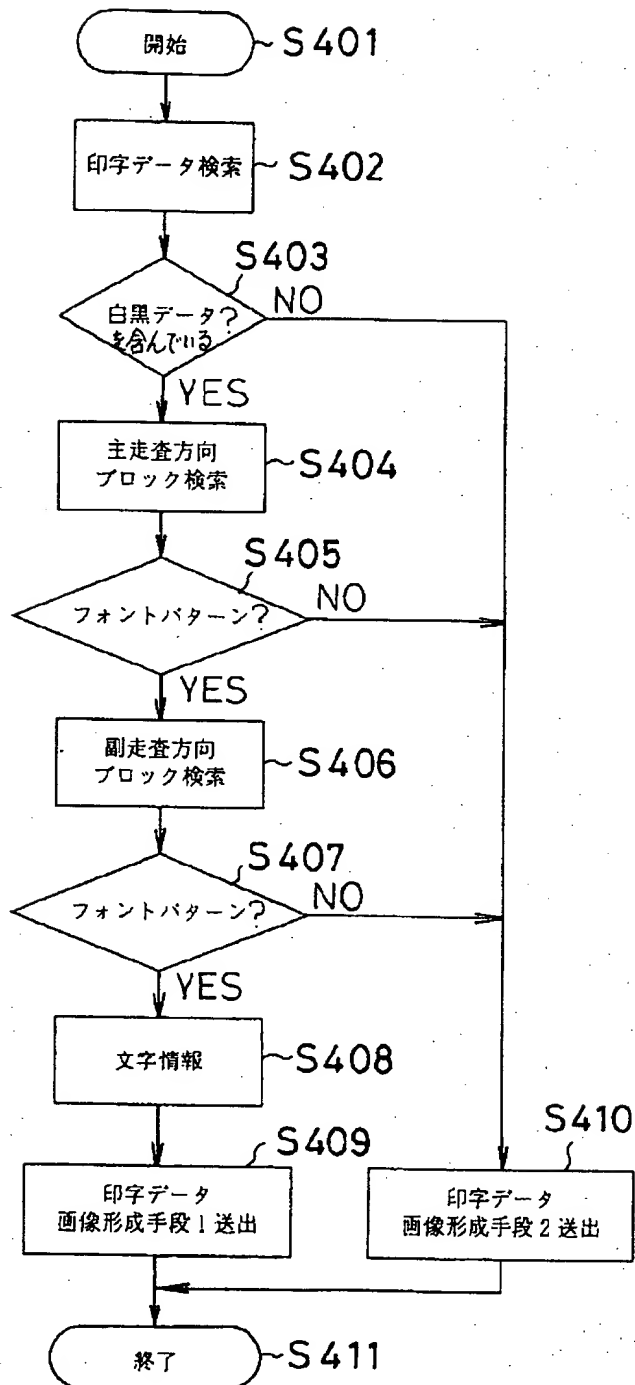 開始
S401
印字データ検索
S402
S403
白黒データ?
を含んでいる
NO
YES
主走査方向
ブロック検索
S404
S405
フォントパターン?
NO
YES
副走査方向
ブロック検索
S406
S407
フォントパターン?
NO
YES
文字情報
S408
S409
印字データ
画像形成手段1送出
S410
印字データ
画像形成手段2送出
終了
S411